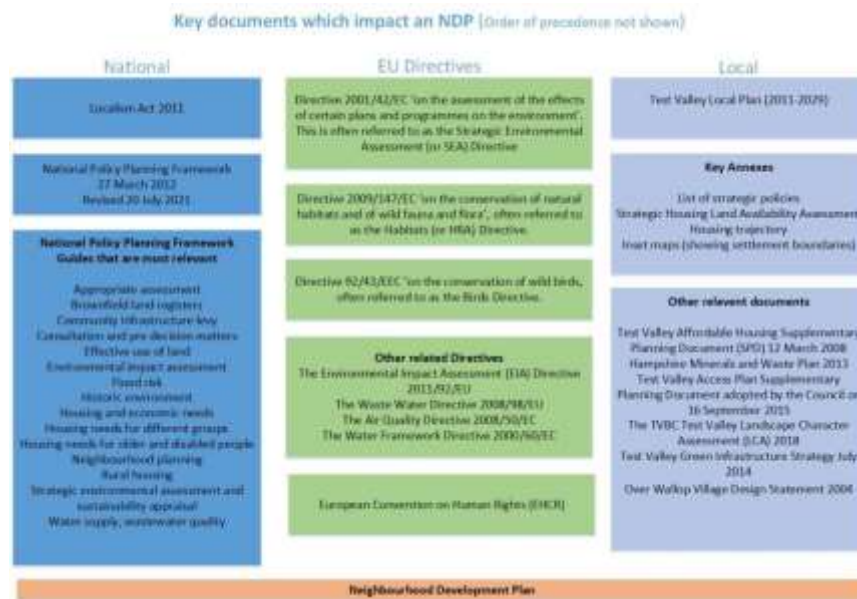 Key documents which impact an NDP (Order of precedence not shown)
National
Localism Act 2011
National Policy Planning Framework
27 March 2012
Revised 20 July 2021
National Policy Planning Framework
Guides that are most relevant
Appropriate assessment
Brownfield land registers
Community infrastructure levy
Consultation and pre decision matters
Effective use of land
Environmental impact assessment
Flood risk
Historic environment
Housing and economic needs
Housing needs for different groups
Housing needs for older and disabled people
Neighbourhood planning
Rural housing
Strategic environmental assessment and
sustainability appraisal
Water supply, wastewater quality
EU Directives
Directive 2001/42/EC 'on the assessment of the effects
of certain plans and programmes on the environment'.
This is often referred to as the Strategic Environmental
Assessment (or SEA) Directive
Directive 2009/147/EC 'on the conservation of natural
habitats and of wild fauna and flora', often referred to
as the Habitats (or HRA) Directive.
Directive 92/43/EEC 'on the conservation of wild birds,
often referred to as the Birds Directive.
Other related Directives
The Environmental Impact Assessment (EIA) Directive
2011/92/EU
The Waste Water Directive 2008/98/EU
The Air Quality Directive 2008/50/EC
The Water Framework Directive 2000/60/EC
European Convention on Human Rights (EHCR)
Local
Test Valley Local Plan (2011-2029)
Key Annexes
List of strategic policies
Strategic Housing Land Availability Assessment
Housing trajectory
Inset maps (showing settlement boundaries)
Other relevent documents
Test Valley Affordable Housing Supplementary
Planning Document (SPD) 12 March 2008
Hampshire Minerals and Waste Plan 2013
Test Valley Access Plan Supplementary
Planning Document adopted by the Council on
16 September 2015
The TVBC Test Valley Landscape Character
Assessment (LCA) 2018
Test Valley Green Infrastructure Strategy July
2014
Over Wallop Village Design Statement 2004
Neighbourhood Development Plan